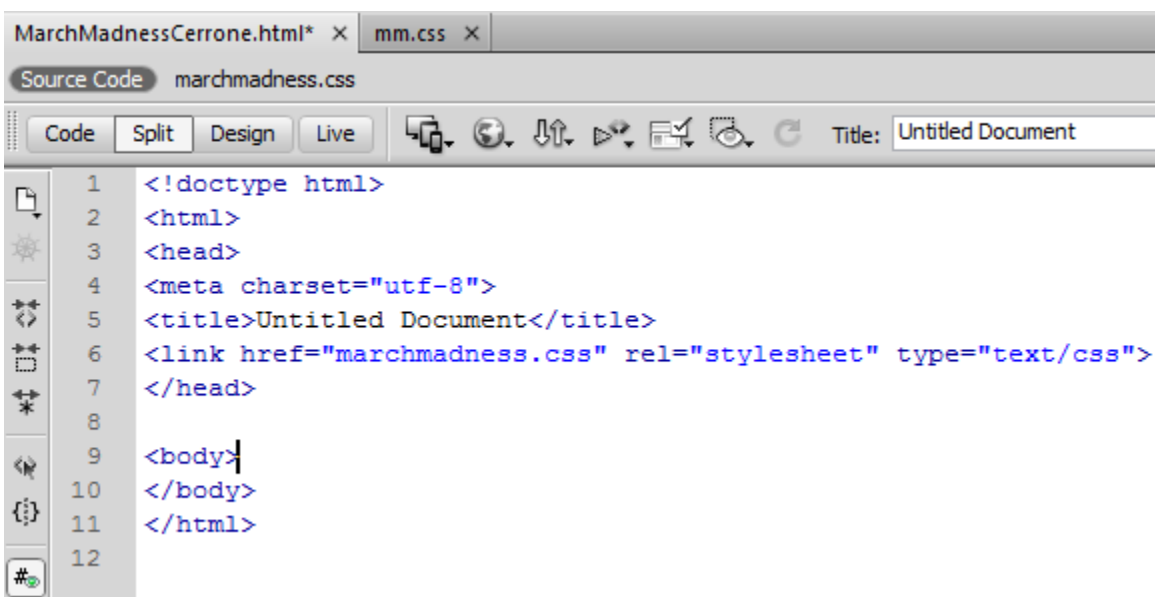 MarchMadnessCerrone.html* × mm.css ×
Source Code marchmadness.css
Code Split Design Live Title: Untitled Document
1 <!doctype html>
2 <html>
3 <head>
4 <meta charset="utf-8">
5 <title>Untitled Document</title>
6 <link href="marchmadness.css" rel="stylesheet" type="text/css">
7 </head>
8
9 <body>
10 </body>
11 </html>
12